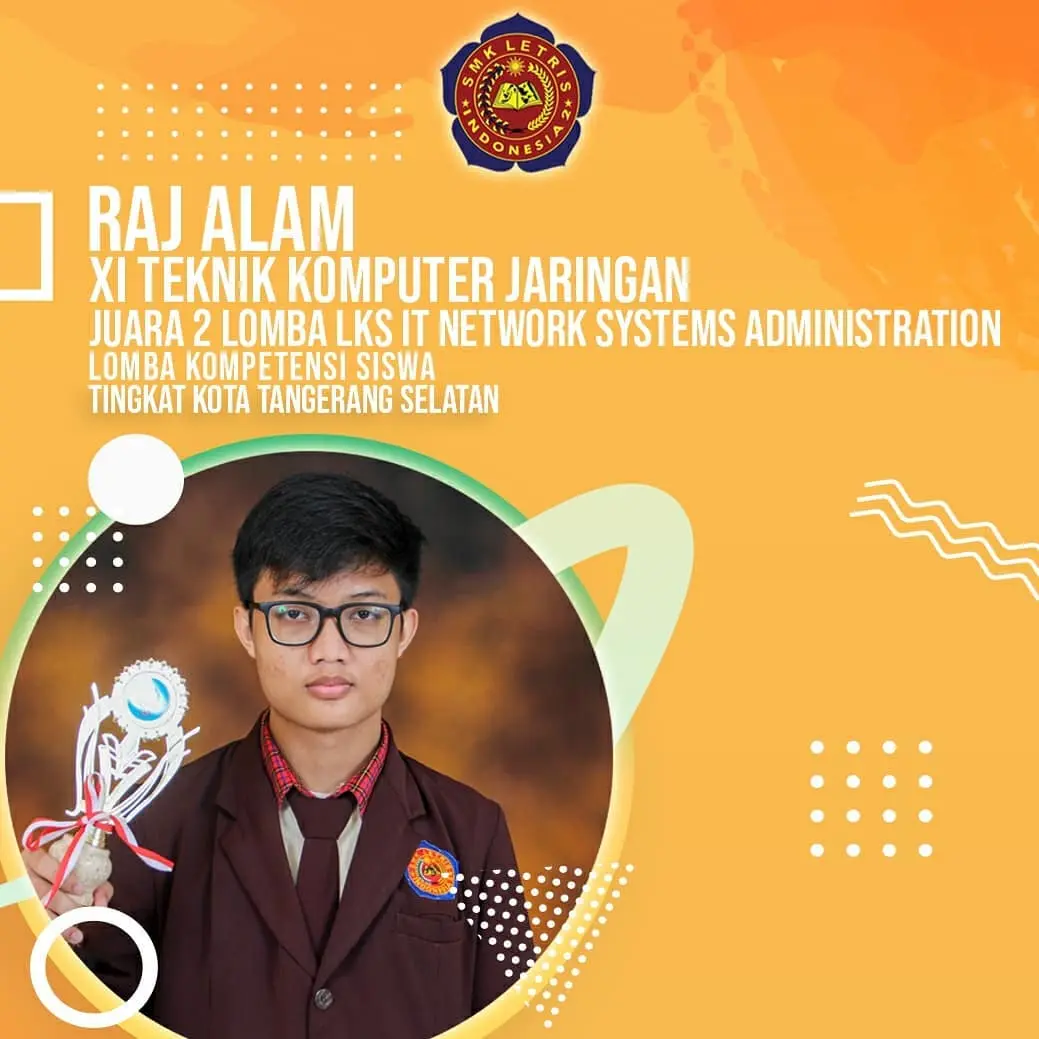 SMK LETRIS
INDONESIA 2
RAJ ALAM
XI TEKNIK KOMPUTER JARINGAN
JUARA 2 LOMBA LKS IT NETWORK SYSTEMS ADMINISTRATION
LOMBA KOMPETENSI SISWA
TINGKAT KOTA TANGERANG SELATAN